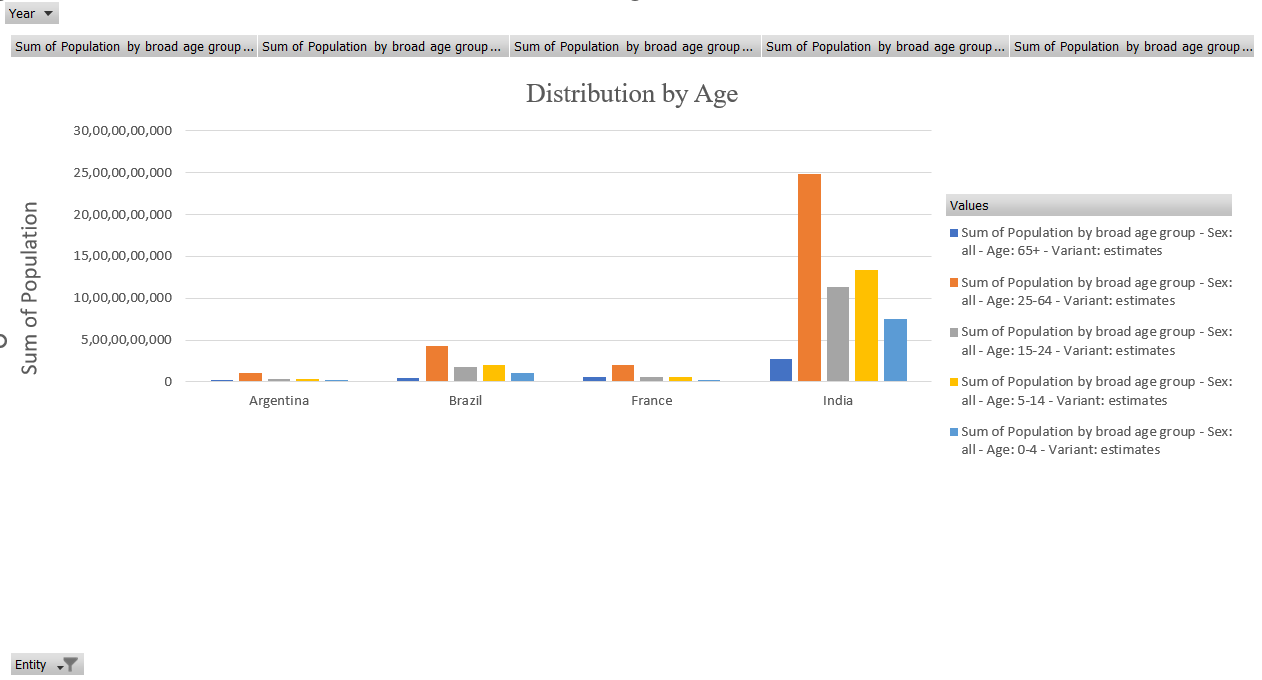 Year
Sum of Population by broad age group... Sum of Population by broad age group... Sum of Population by broad age group... Sum of Population by broad age group... Sum of Population by broad age group...
Distribution by Age
Sum of Population
30,00,00,00,000
25,00,00,00,000
20,00,00,00,000
15,00,00,00,000
10,00,00,00,000
5,00,00,00,000
0
Argentina Brazil France India
Values
Sum of Population by broad age group - Sex:
all - Age: 65+ - Variant: estimates
Sum of Population by broad age group - Sex:
all - Age: 25-64 - Variant: estimates
Sum of Population by broad age group - Sex:
all - Age: 15-24 - Variant: estimates
Sum of Population by broad age group - Sex:
all - Age: 5-14 - Variant: estimates
Sum of Population by broad age group - Sex:
all - Age: 0-4 - Variant: estimates
Entity